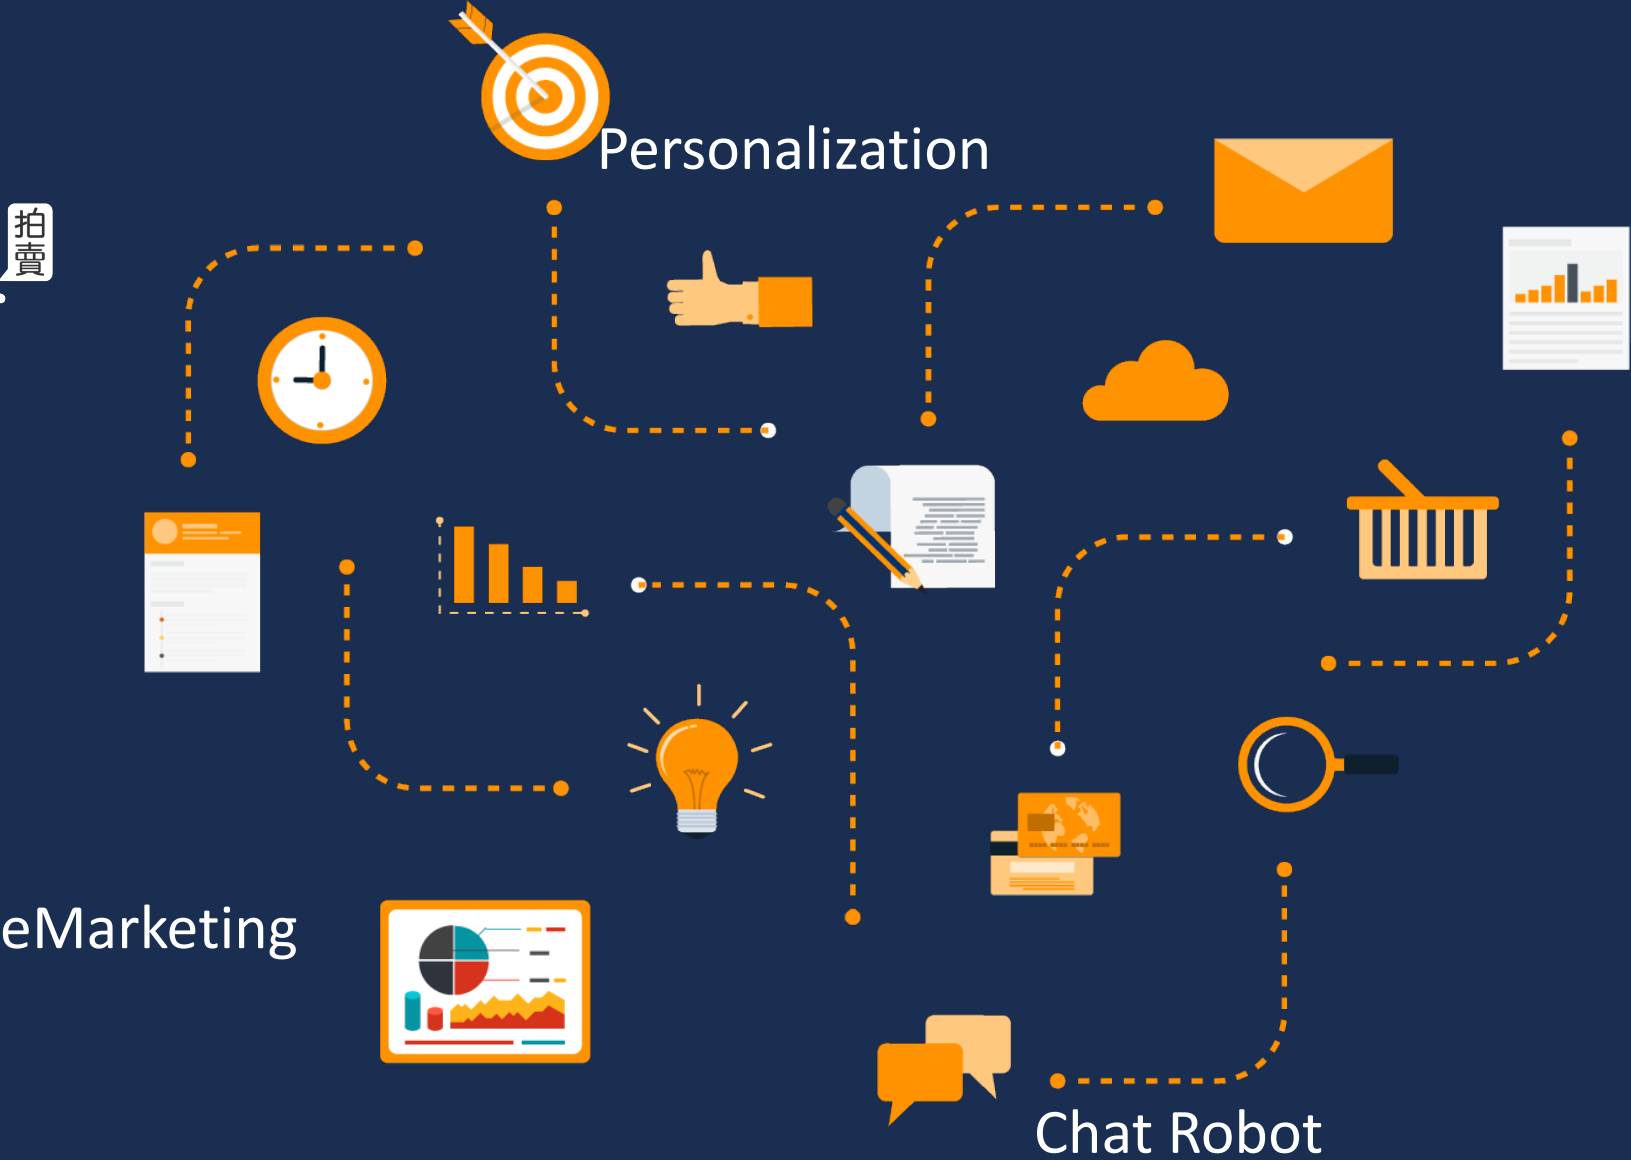 Personalization
拍
賣
eMarketing
Chat Robot